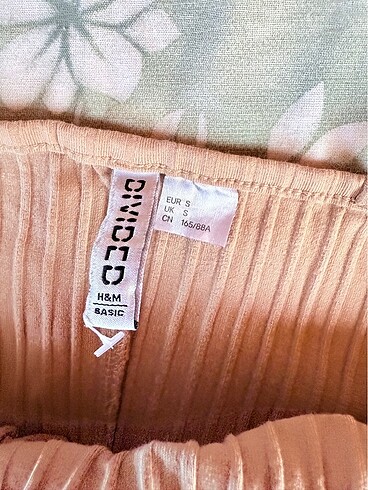 DIVIDED
H&M
BASIC
EUR S
UK S
CN 165/88A